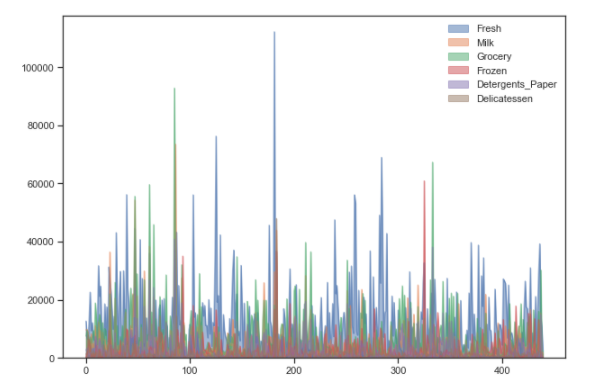 Fresh
Milk
Grocery
Frozen
Detergents_Paper
Delicatessen
100000
80000
60000
40000
20000
0
0 100 200 300 400